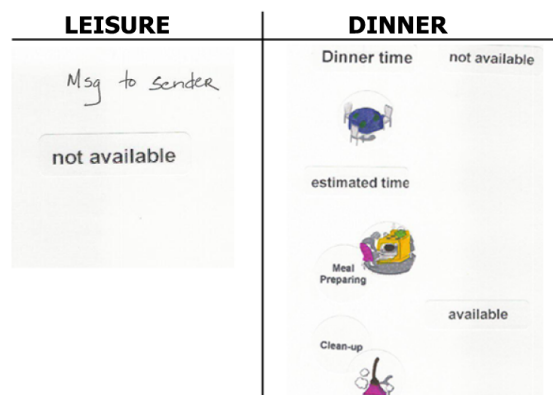 LEISURE
Msg to sender
not available
DINNER
Dinner time
not available
estimated time
Meal
Preparing
available
Clean-up